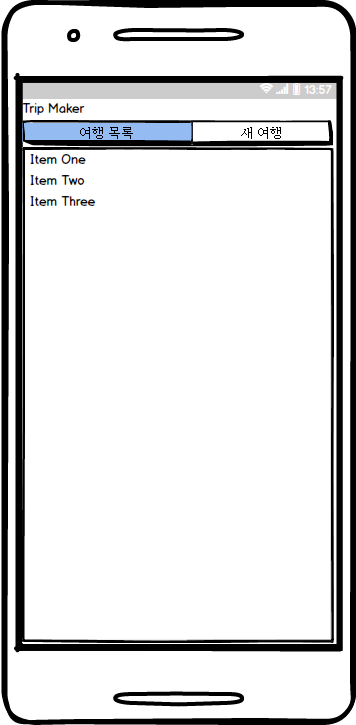 13:57
Trip Maker
여행 목록 새 여행
Item One
Item Two
Item Three